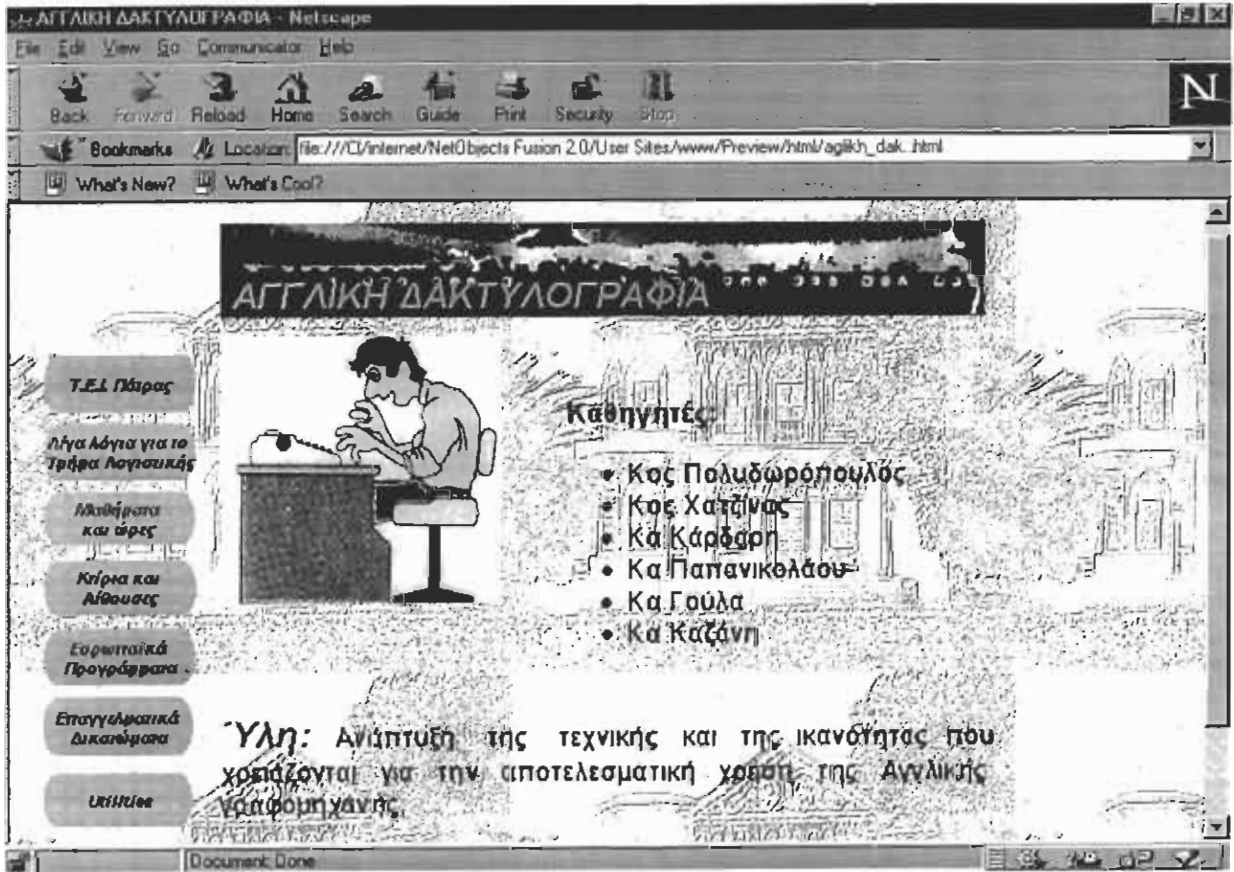 ΑΓΓΛΙΚΗ ΔΑΚΤΥΛΟΓΡΑΦΙΑ - Netscape
File Edit View Go Communicator Help
Back Forward Reload Home Search Guide Print Security Stop
N
Bookmarks Location: file:///C|/internet/NetObjects Fusion 2.0/User Sites/www/Preview/html/aglikh_dak..html
What's New? What's Cool?
ΑΓΓΛΙΚΗ ΔΑΚΤΥΛΟΓΡΑΦΙΑ
Τ.Ε.Ι. Πάτρας
Λίγα λόγια για το
Τμήμα Λογιστικής
Μαθήματα
και ώρες
Κτίρια και
Αίθουσες
Ευρωπαϊκά
Προγράμματα
Επαγγελματικά
Δικαιώματα
Utilities
Καθηγητές:
• Κος Πολυδωρόπουλος
• Κος Χατζίνας
• Κα Κάρδαρη
• Κα Παπανικολάου
• Κα Γούλα
• Κα Καζάνη
Ύλη: Ανάπτυξη της τεχνικής και της ικανότητας που
χρειάζονται για την αποτελεσματική χρήση της Αγγλικής
γραφομηχανής.
Document: Done